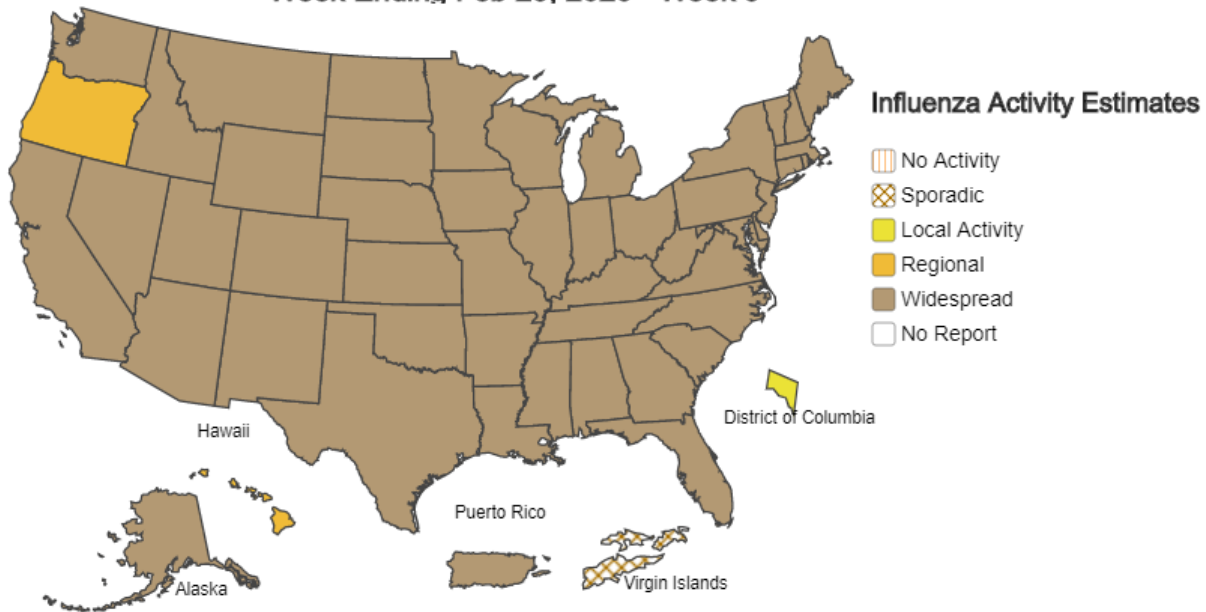 Influenza Activity Estimates
No Activity
Sporadic
Local Activity
Regional
Widespread
No Report
District of Columbia
Hawaii
Puerto Rico
Alaska
Virgin Islands